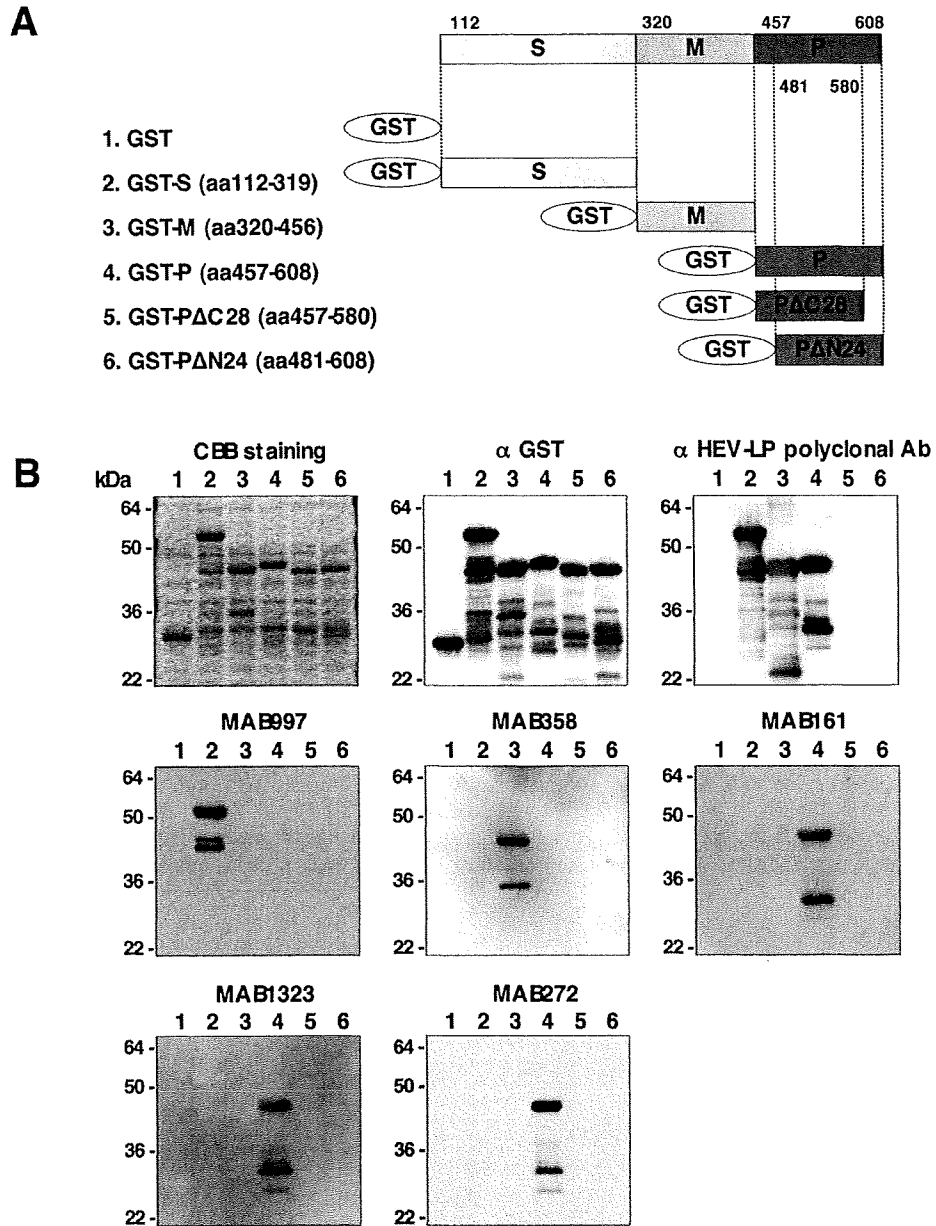 A
112 320 457 608
S M P
481 580
1. GST
GST
2. GST-S (aa112-319)
GST S
3. GST-M (aa320-456)
GST M
4. GST-P (aa457-608)
GST P
5. GST-PΔC28 (aa457-580)
GST PΔC28
6. GST-PΔN24 (aa481-608)
GST PΔN24
B
CBB staining
kDa 1 2 3 4 5 6
64 -
50 -
36 -
22 -
α GST
1 2 3 4 5 6
64 -
50 -
36 -
22 -
α HEV-LP polyclonal Ab
1 2 3 4 5 6
64 -
50 -
36 -
22 -
MAB997
1 2 3 4 5 6
64 -
50 -
36 -
22 -
MAB358
1 2 3 4 5 6
64 -
50 -
36 -
22 -
MAB161
1 2 3 4 5 6
64 -
50 -
36 -
22 -
MAB1323
1 2 3 4 5 6
64 -
50 -
36 -
22 -
MAB272
1 2 3 4 5 6
64 -
50 -
36 -
22 -